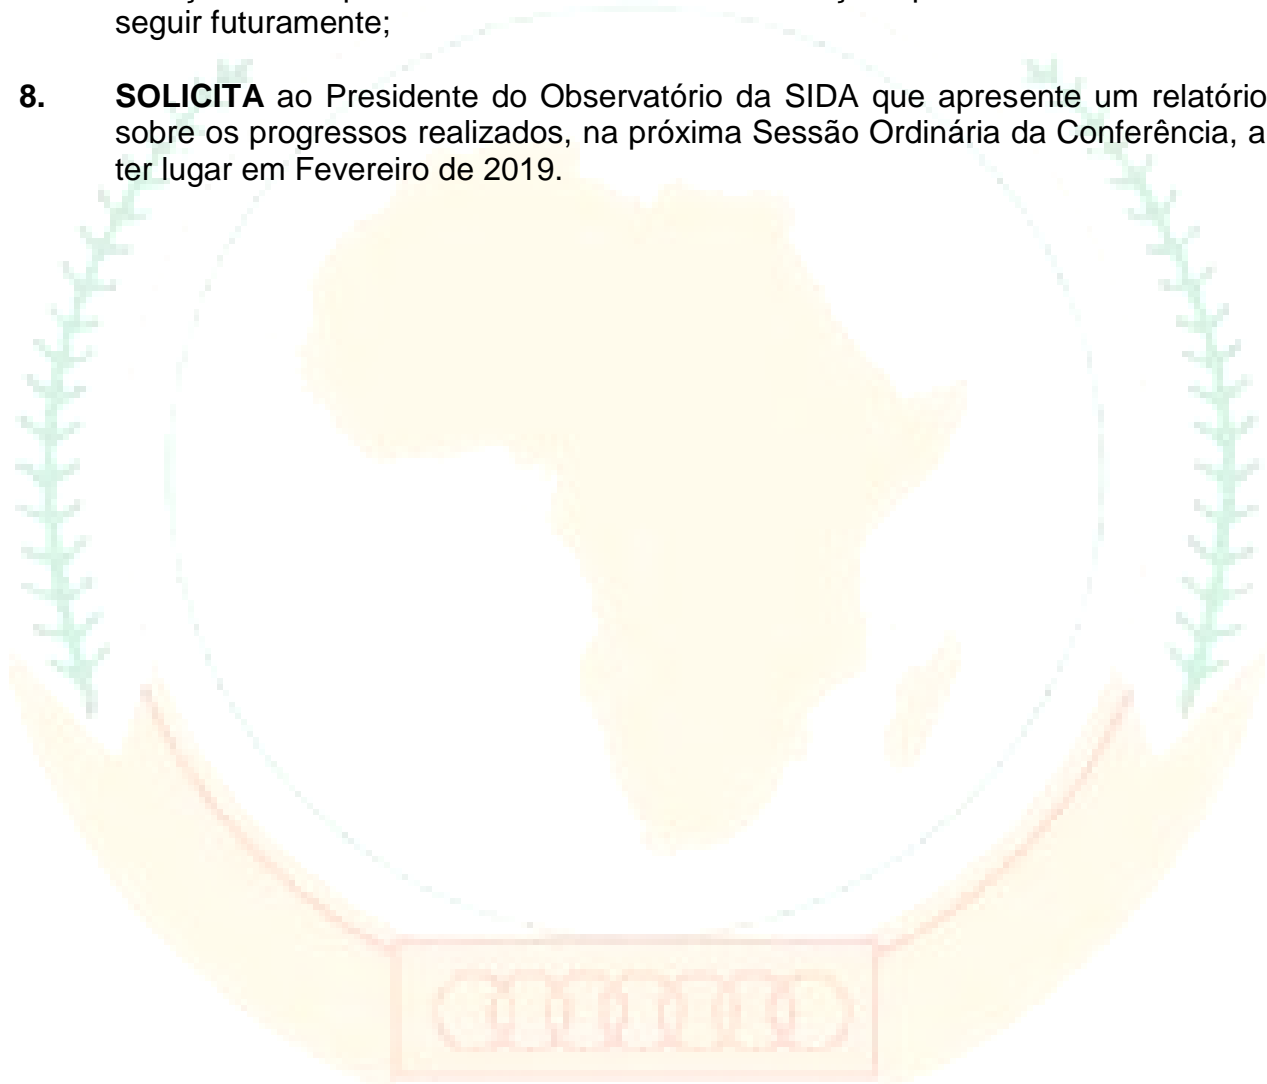 seguir futuramente;
8. SOLICITA ao Presidente do Observatório da SIDA que apresente um relatório
sobre os progressos realizados, na próxima Sessão Ordinária da Conferência, a
ter lugar em Fevereiro de 2019.